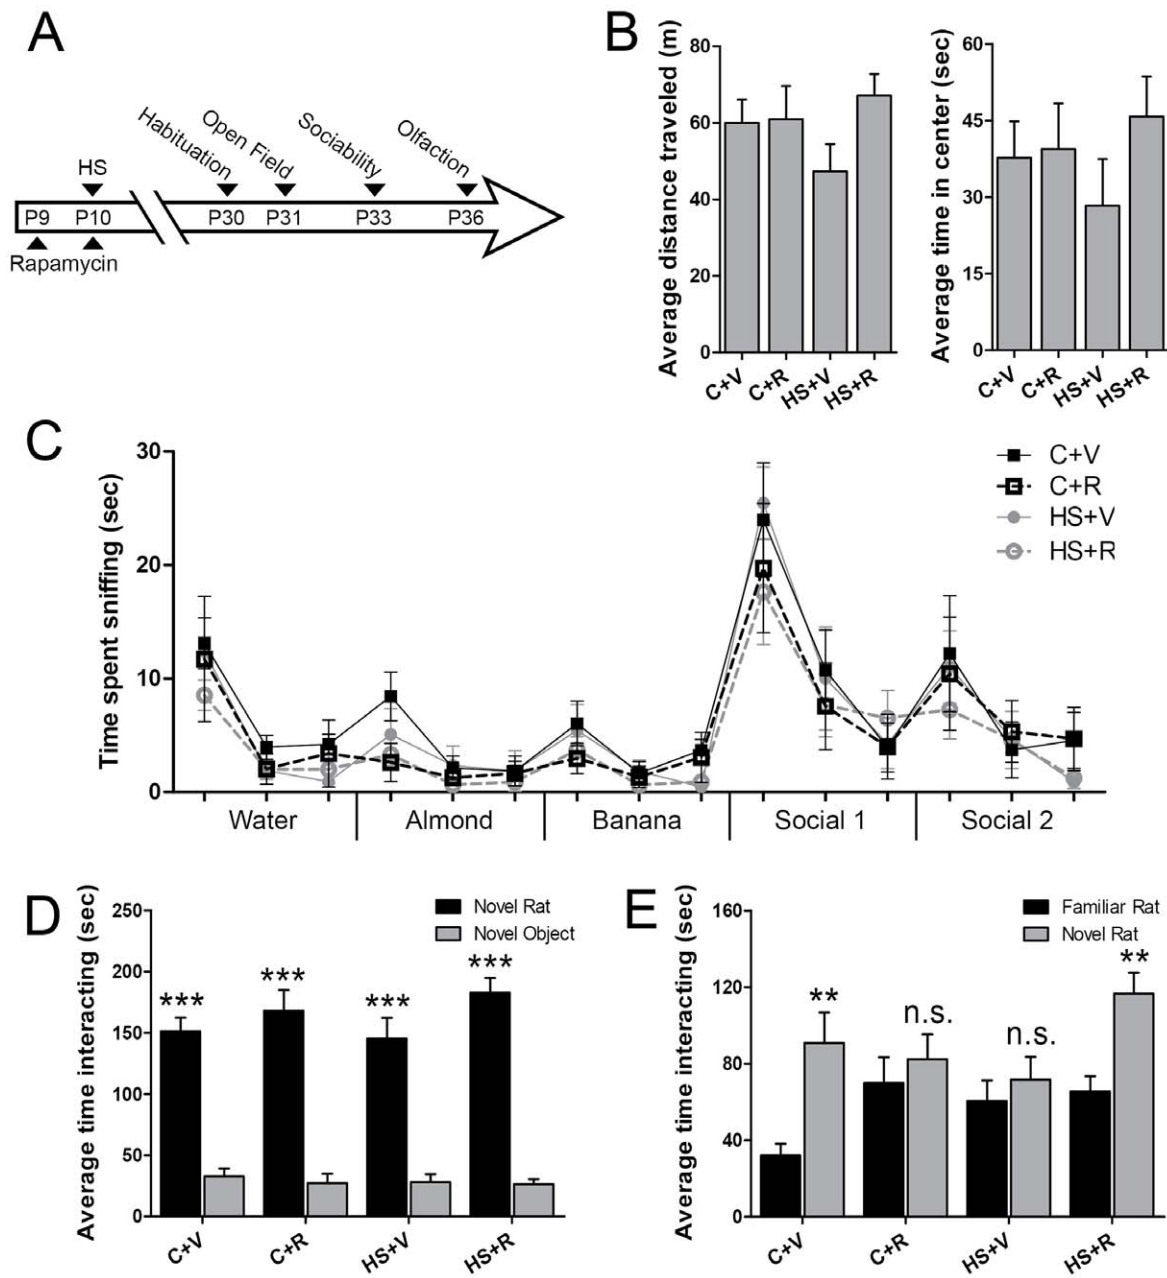 A
Habituation
Open Field
Sociability
Olfaction
HS
P9 P10 P30 P31 P33 P36
Rapamycin
B
Average distance traveled (m)
80
60
40
20
0
C+V C+R HS+V HS+R
Average time in center (sec)
60
45
30
15
0
C+V C+R HS+V HS+R
C
Time spent sniffing (sec)
30
20
10
0
C+V
C+R
HS+V
HS+R
Water Almond Banana Social 1 Social 2
D
Average time interacting (sec)
250
200
150
100
50
0
Novel Rat
Novel Object
*** *** *** ***
C+V C+R HS+V HS+R
E
Average time interacting (sec)
160
120
80
40
0
Familiar Rat
Novel Rat
** n.s. n.s. **
C+V C+R HS+V HS+R